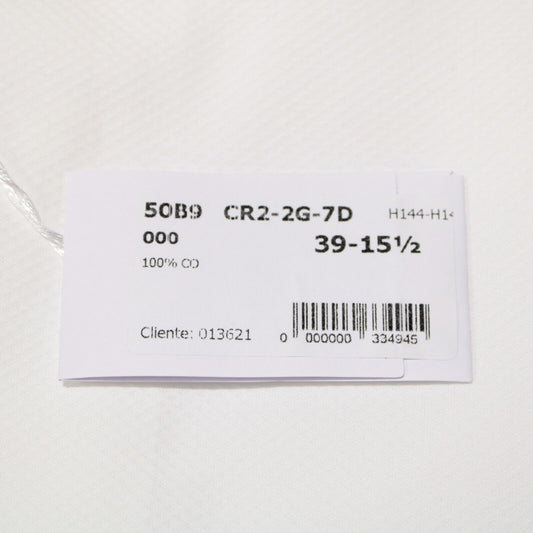 50B9 CR2-2G-7D H144-H14
000 39-15½
100% CO
Cliente: 013621
0 000000 334945